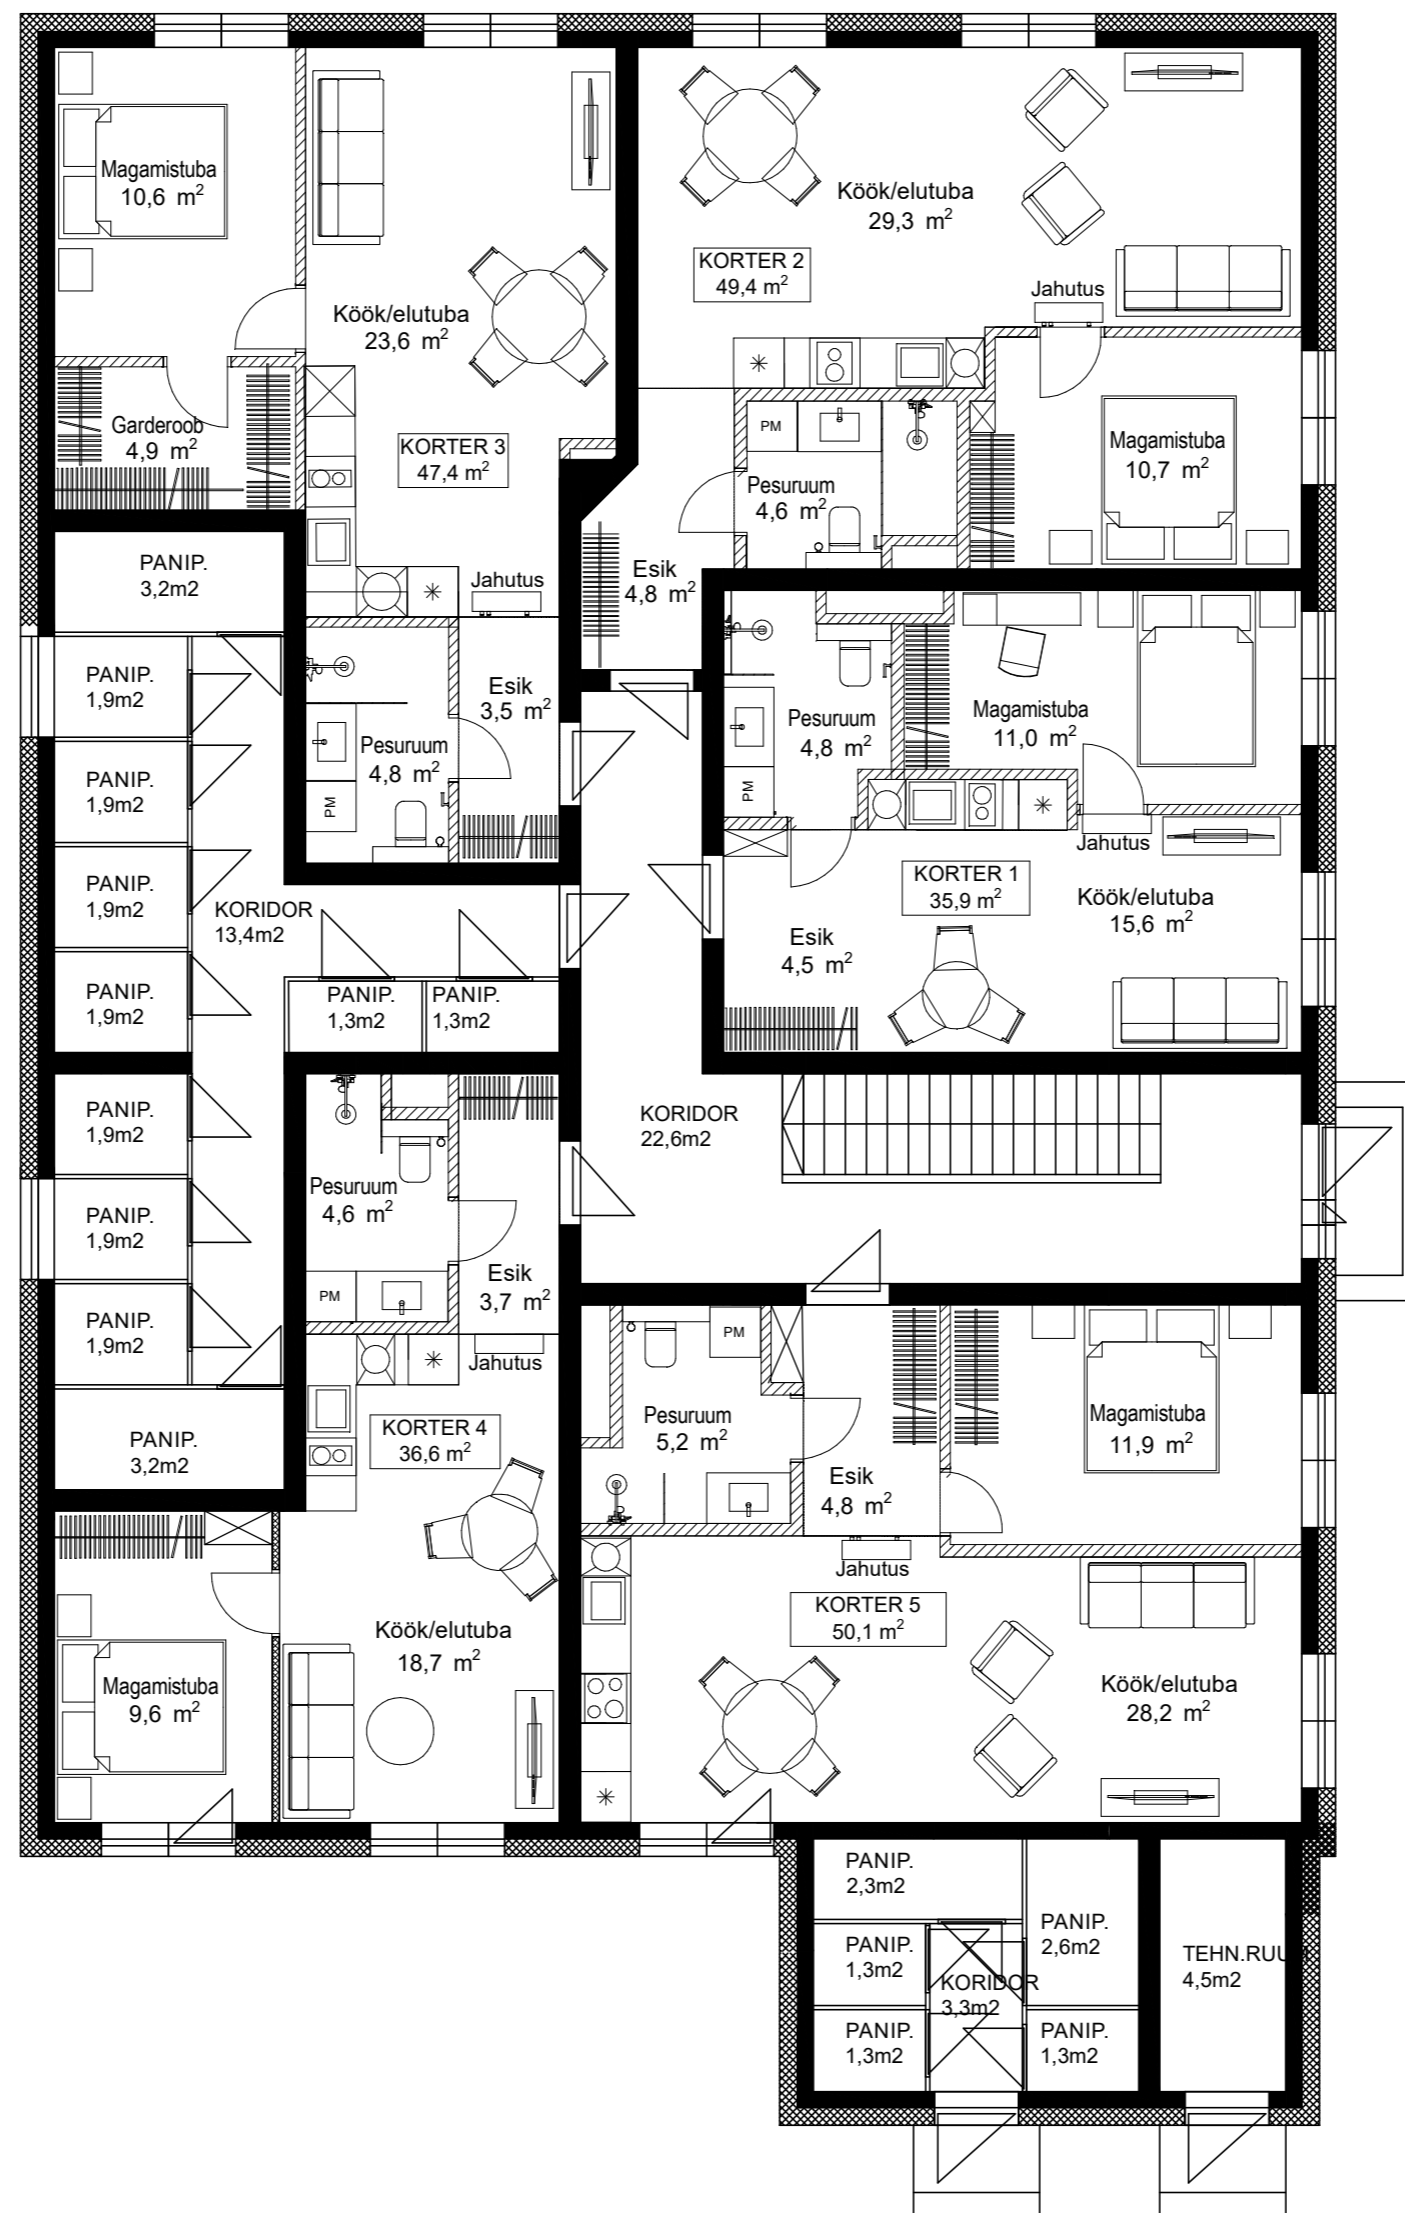 Magamistuba
10,6 m²
Köök/elutuba
23,6 m²
Garderoob
4,9 m²
KORTER 3
47,4 m²
Jahutus
Esik
3,5 m²
Pesuruum
4,8 m²
PM
Köök/elutuba
29,3 m²
KORTER 2
49,4 m²
Jahutus
PM
Pesuruum
4,6 m²
Magamistuba
10,7 m²
Esik
4,8 m²
Pesuruum
4,8 m²
PM
Magamistuba
11,0 m²
Jahutus
KORTER 1
35,9 m²
Köök/elutuba
15,6 m²
Esik
4,5 m²
PANIP.
3,2m2
PANIP.
1,9m2
PANIP.
1,9m2
PANIP.
1,9m2
PANIP.
1,9m2
KORIDOR
13,4m2
PANIP.
1,3m2
PANIP.
1,3m2
PANIP.
1,9m2
PANIP.
1,9m2
PANIP.
1,9m2
PANIP.
3,2m2
KORIDOR
22,6m2
Pesuruum
4,6 m²
PM
Esik
3,7 m²
Jahutus
KORTER 4
36,6 m²
Köök/elutuba
18,7 m²
Magamistuba
9,6 m²
PM
Pesuruum
5,2 m²
Esik
4,8 m²
Magamistuba
11,9 m²
Jahutus
KORTER 5
50,1 m²
Köök/elutuba
28,2 m²
PANIP.
2,3m2
PANIP.
1,3m2
PANIP.
1,3m2
KORIDOR
3,3m2
PANIP.
2,6m2
PANIP.
1,3m2
TEHN.RUUM
4,5m2